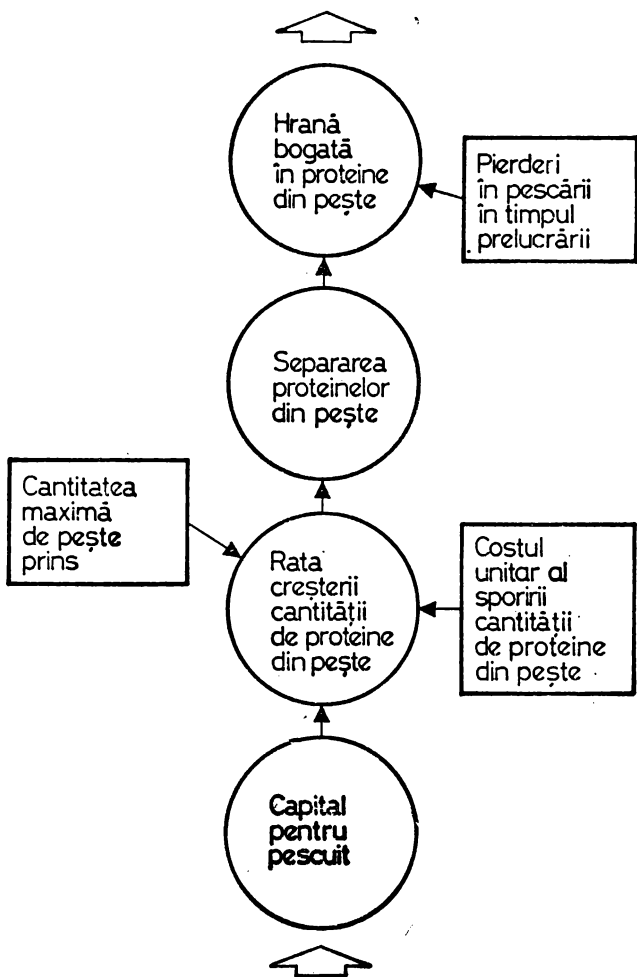 Hrană
bogată
în proteine
din pește
Pierderi
în pescării
în timpul
prelucrării
Separarea
proteinelor
din pește
Cantitatea
maximă
de pește
prins
Rata
creșterii
cantității
de proteine
din pește
Costul
unitar al
sporirii
cantității
de proteine
din pește
Capital
pentru
pescuit